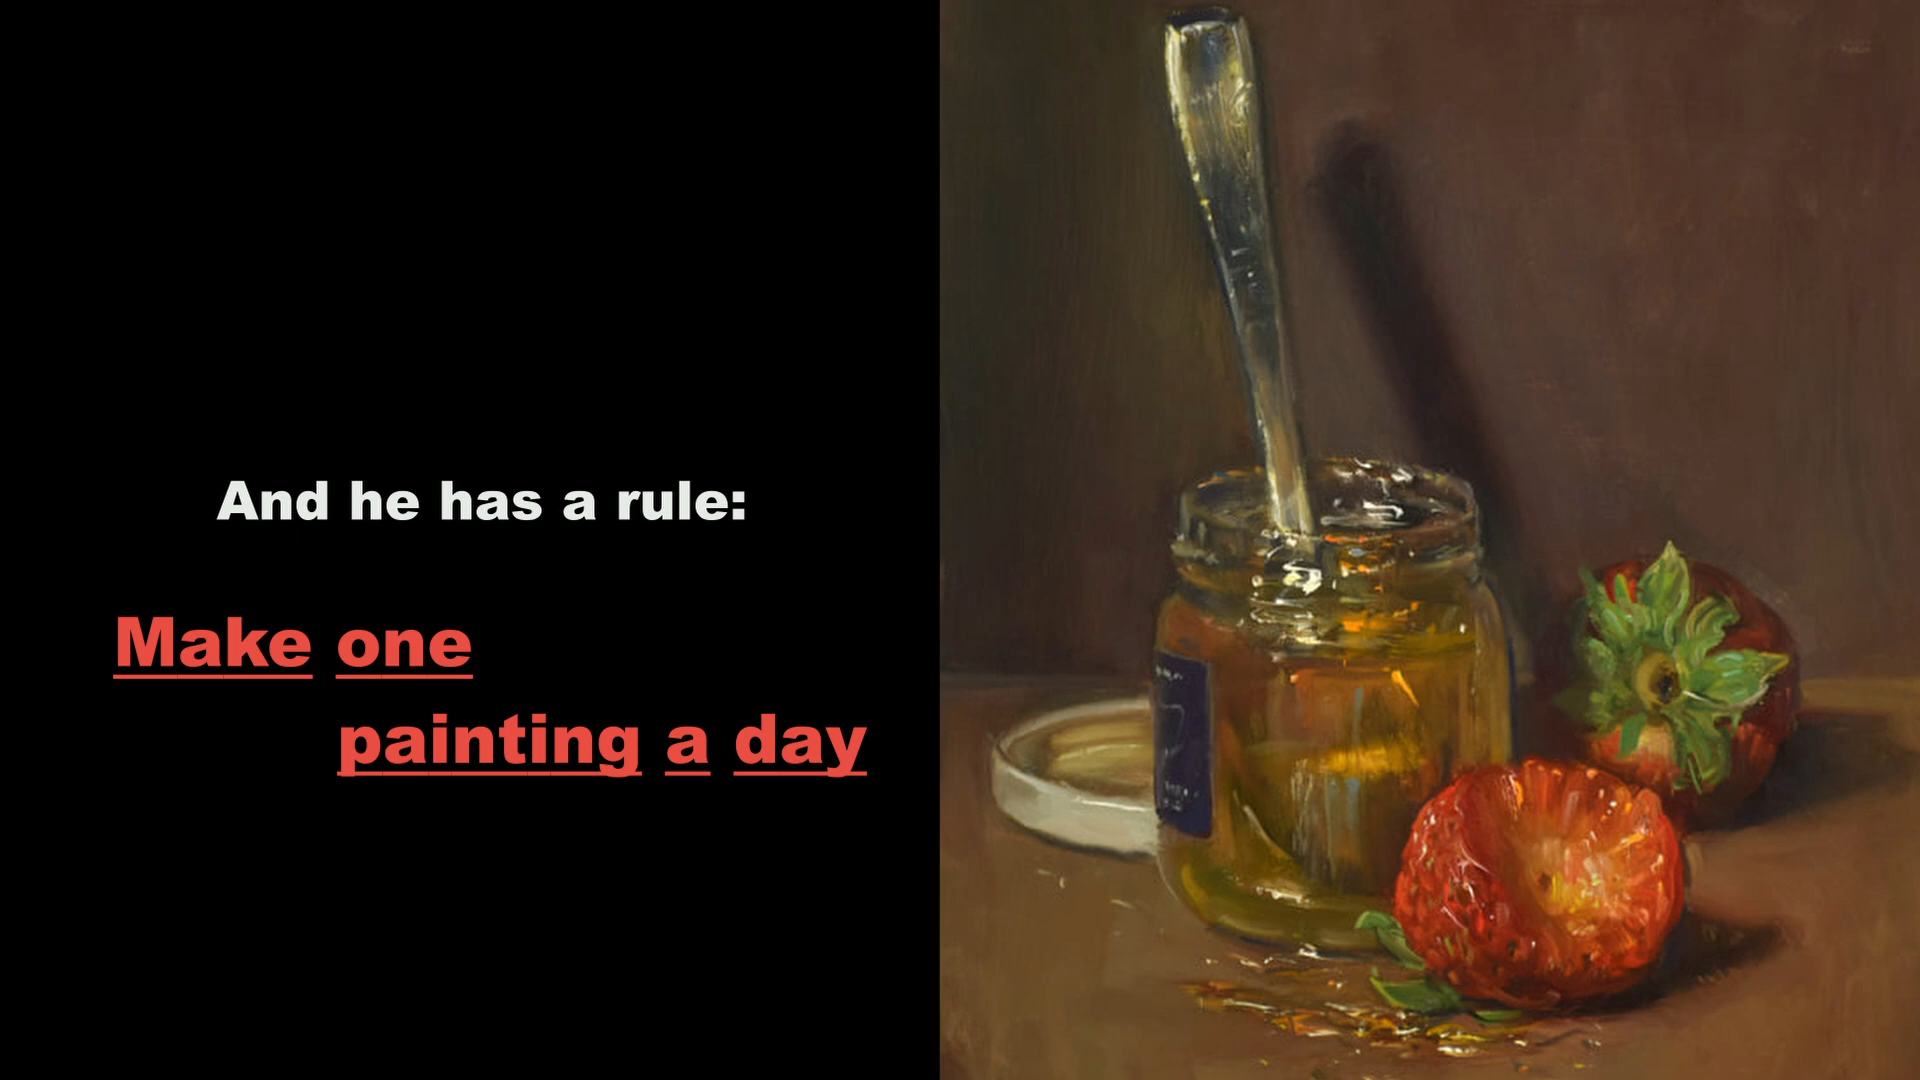 And he has a rule:
Make one
painting a day